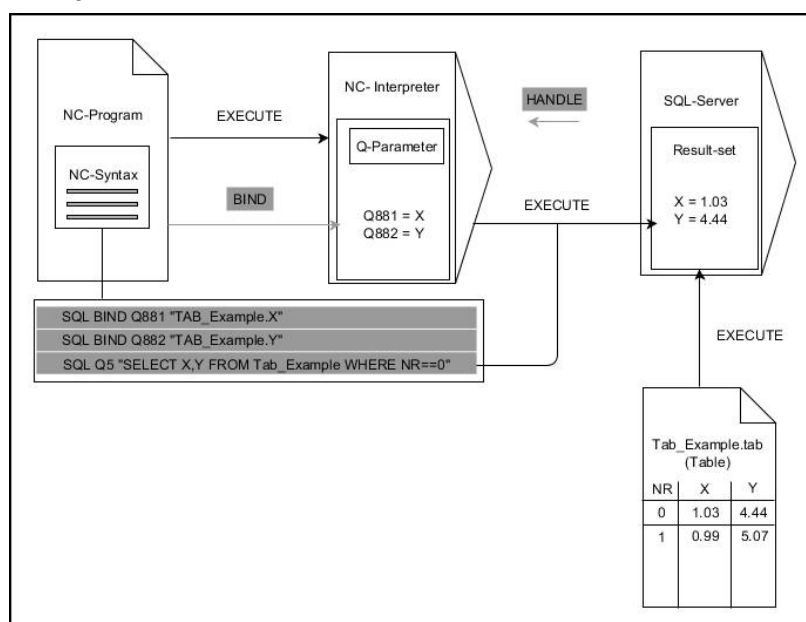 NC-Program
NC-Syntax
EXECUTE
BIND
NC- Interpreter
Q-Parameter
Q881 = X
Q882 = Y
HANDLE
EXECUTE
SQL-Server
Result-set
X = 1.03
Y = 4.44
SQL BIND Q881 "TAB_Example.X"
SQL BIND Q882 "TAB_Example.Y"
SQL Q5 "SELECT X,Y FROM Tab_Example WHERE NR==0"
EXECUTE
Tab_Example.tab
(Table)
NR X Y
0 1.03 4.44
1 0.99 5.07